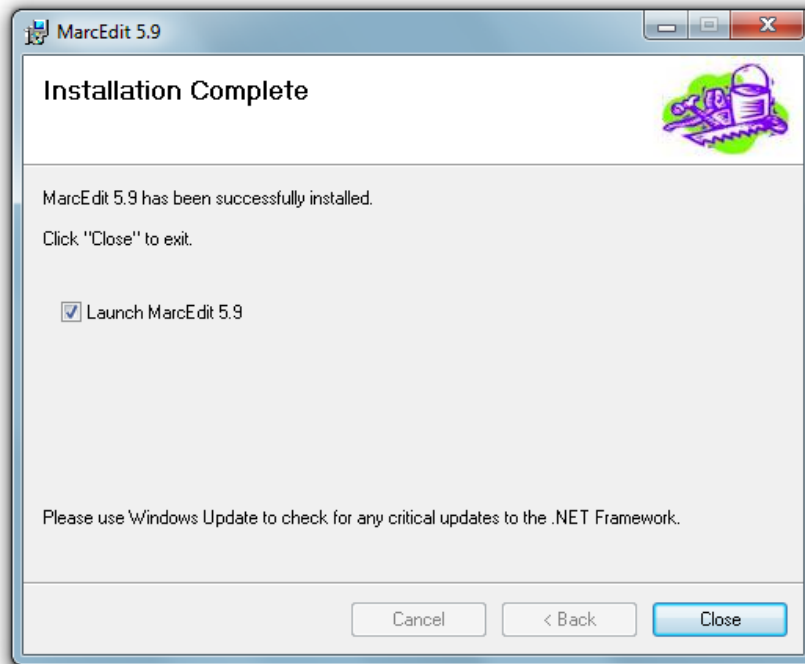 MarcEdit 5.9
Installation Complete
MarcEdit 5.9 has been successfully installed.
Click "Close" to exit.
Launch MarcEdit 5.9
Please use Windows Update to check for any critical updates to the .NET Framework.
Cancel
< Back
Close